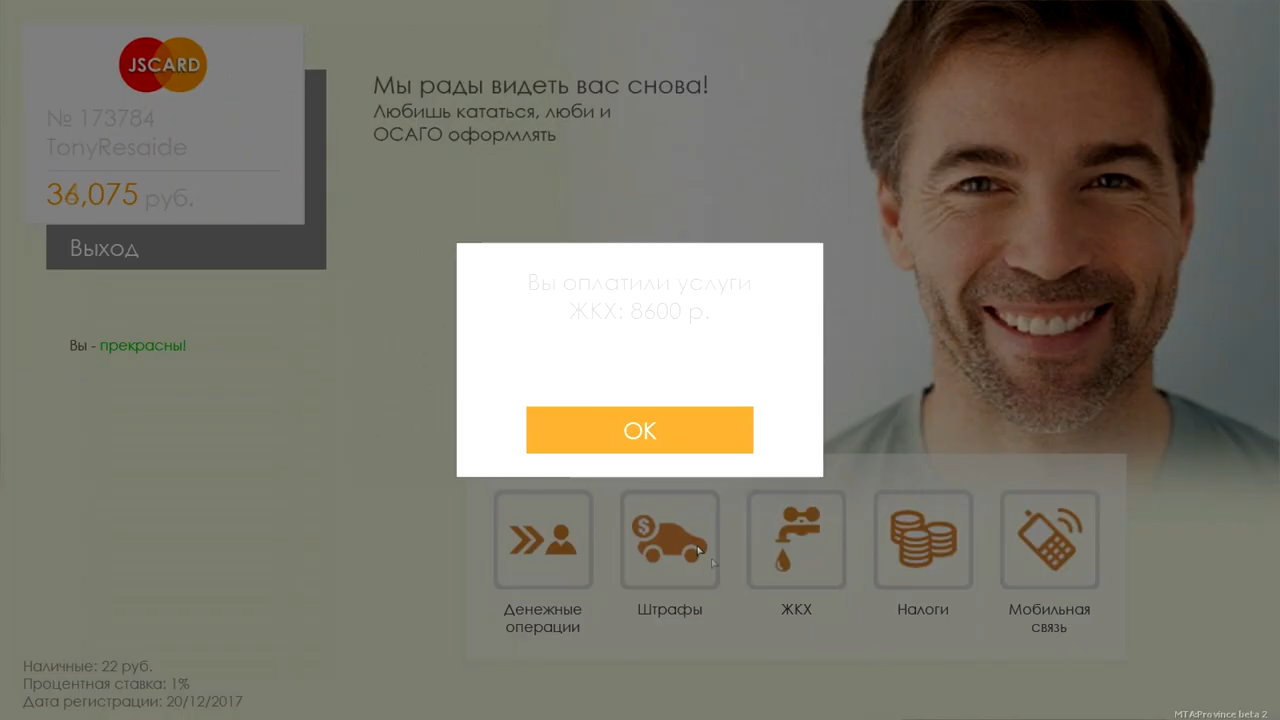 JSCARD
№ 173784
TonyResaide
36,075 руб.
Выход
Мы рады видеть вас снова!
Любишь кататься, люби и
ОСАГО оформлять
Вы - прекрасны!
Вы оплатили услуги
ЖКХ: 8600 р.
OK
$
Денежные
операции
Штрафы
ЖКХ
Налоги
Мобильная
связь
Наличные: 22 руб.
Процентная ставка: 1%
Дата регистрации: 20/12/2017
MTA:Province beta 2